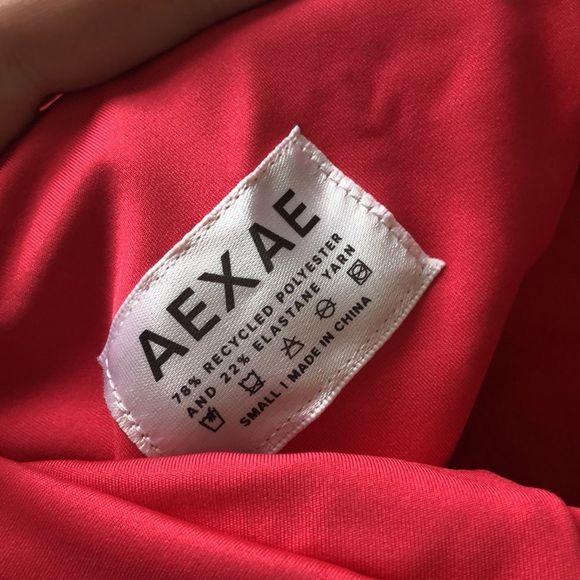 AEXAE
78% RECYCLED POLYESTER
AND 22% ELASTANE YARN
SMALL | MADE IN CHINA